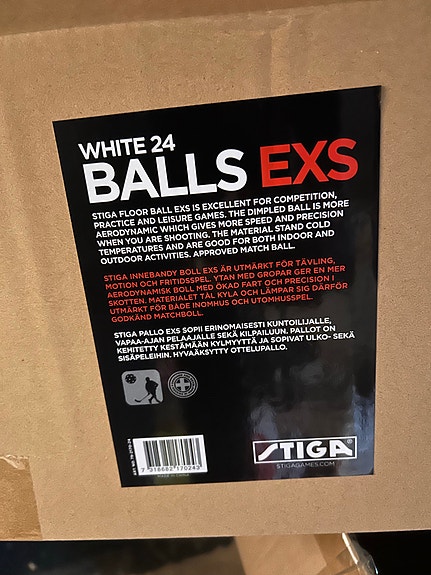 WHITE 24
BALLS EXS
STIGA FLOOR BALL EXS IS EXCELLENT FOR COMPETITION,
PRACTICE AND LEISURE GAMES. THE DIMPLED BALL IS MORE
AERODYNAMIC WHICH GIVES MORE SPEED AND PRECISION
WHEN YOU ARE SHOOTING. THE MATERIAL STAND COLD
TEMPERATURES AND ARE GOOD FOR BOTH INDOOR AND
OUTDOOR ACTIVITIES. APPROVED MATCH BALL.
STIGA INNEBANDY BOLL EXS ÄR UTMÄRKT FÖR TÄVLING,
MOTION OCH FRITIDSSPEL. YTAN MED GROPAR GER EN MER
AERODYNAMISK BOLL MED ÖKAD FART OCH PRECISION I
SKOTTEN. MATERIALET TÅL KYLA OCH LÄMPAR SIG DÄRFÖR
UTMÄRKT FÖR BÅDE INOMHUS OCH UTOMHUSSPEL.
GODKÄND MATCHBOLL.
STIGA PALLO EXS SOPII ERINOMAISESTI KUNTOILIJALLE,
VAPAA-AJAN PELAAJALLE SEKÄ KILPAILUUN. PALLOT ON
KEHITETTY KESTÄMÄÄN KYLMYYTTÄ JA SOPIVAT ULKO- SEKÄ
SISÄPELEIHIN. HYVÄÄKSYTTY OTTELUPALLO.
7 318682 170243
STIGA
STIGAGAMES.COM